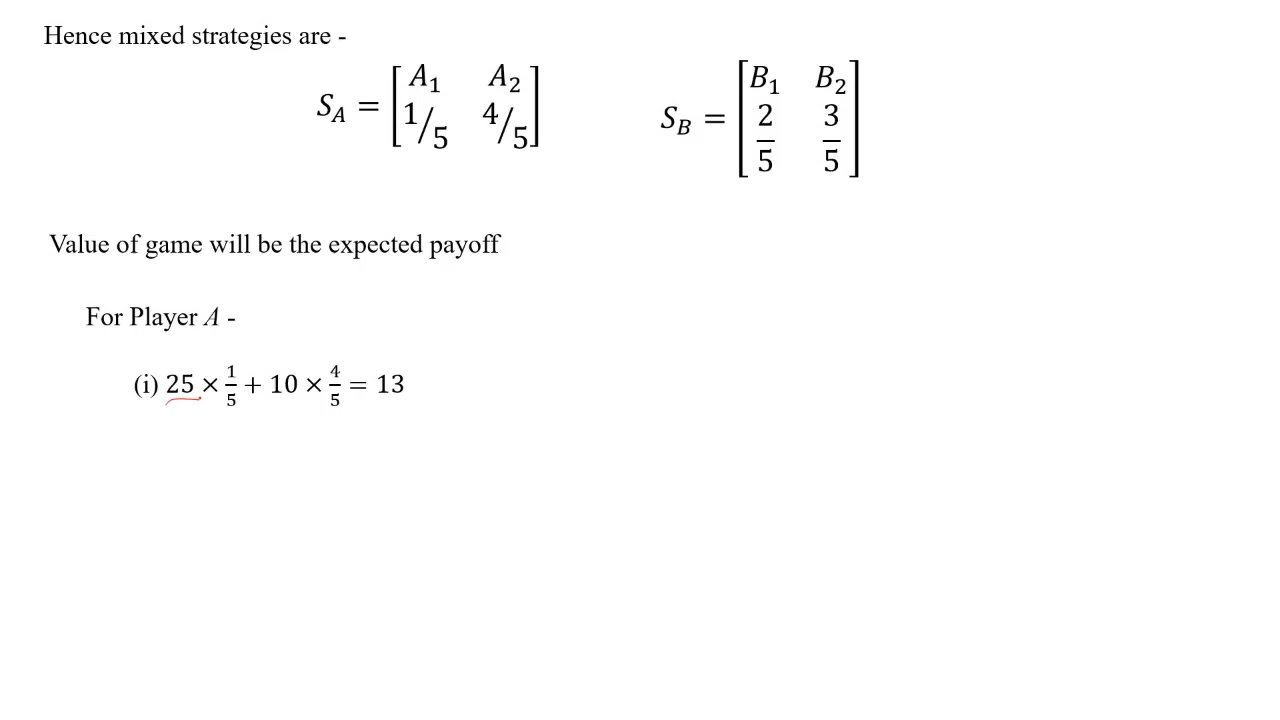 Hence mixed strategies are -
S_A = [A_1 A_2
1/5 4/5]
S_B = [B_1 B_2
2/5 3/5]
Value of game will be the expected payoff
For Player A -
(i) 25 × 1/5 + 10 × 4/5 = 13